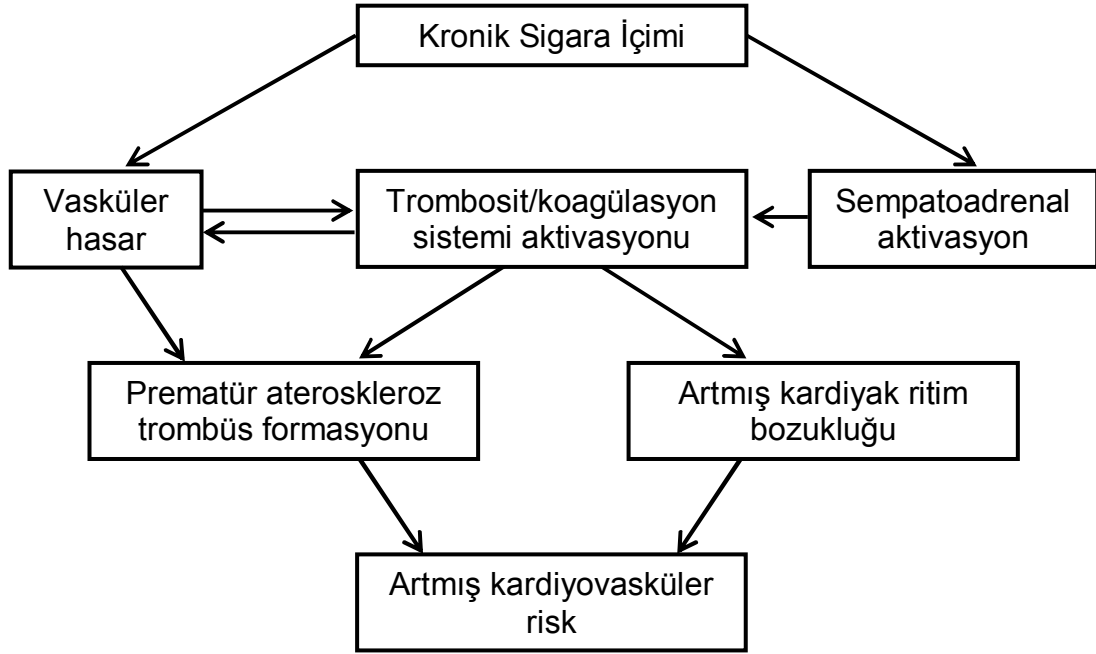 Kronik Sigara İçimi
Vasküler
hasar
Trombosit/koagülasyon
sistemi aktivasyonu
Sempatoadrenal
aktivasyon
Prematür ateroskleroz
trombüs formasyonu
Artmış kardiyak ritim
bozukluğu
Artmış kardiyovasküler
risk